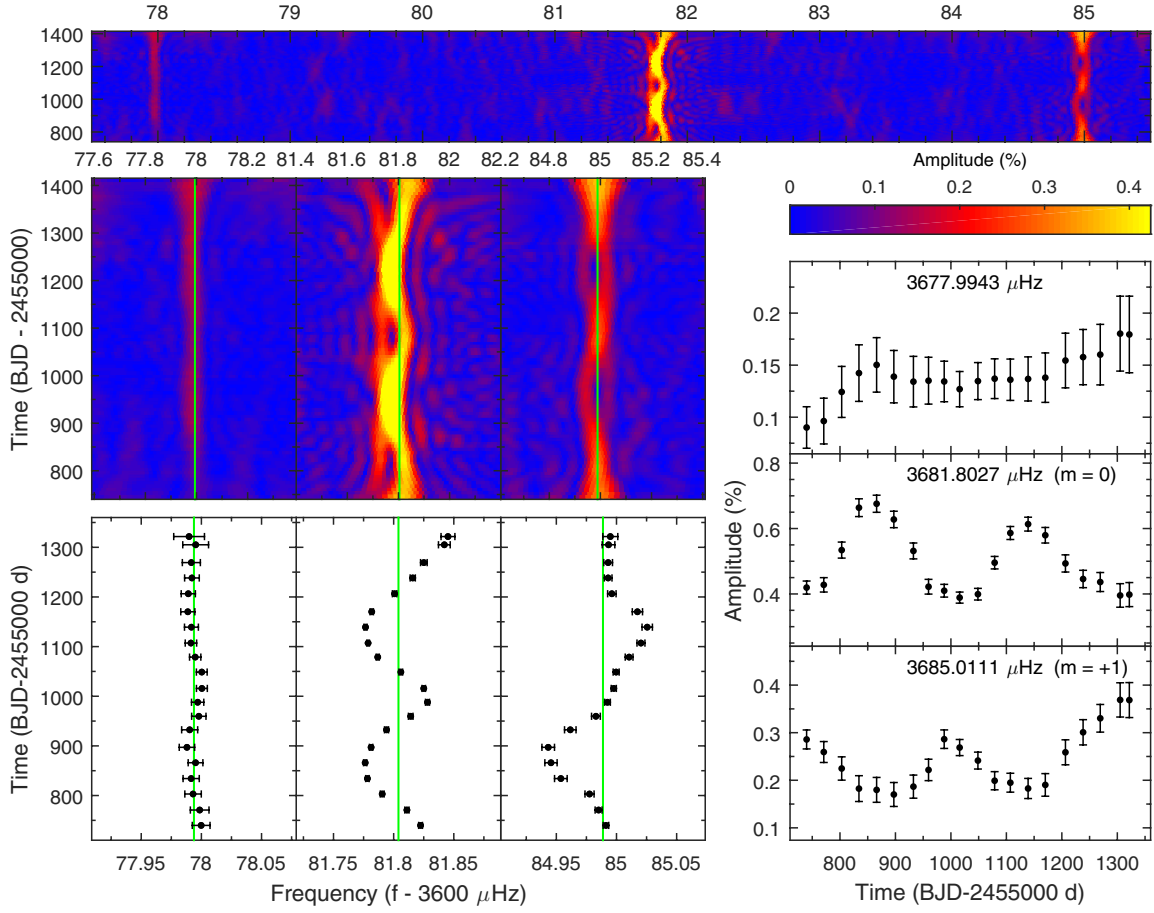 78 79 80 81 82 83 84 85
1400
1200
1000
800
77.6 77.8 78 78.2 81.4 81.6 81.8 82 82.2 84.8 85 85.2 85.4
Amplitude (%)
0 0.1 0.2 0.3 0.4
1400
1300
1200
1100
1000
900
800
Time (BJD - 2455000)
3677.9943 μHz
0.2
0.15
0.1
3681.8027 μHz (m = 0)
0.8
0.6
0.4
Amplitude (%)
3685.0111 μHz (m = +1)
0.4
0.3
0.2
0.1
800 900 1000 1100 1200 1300
Time (BJD-2455000 d)
1300
1200
1100
1000
900
800
Time (BJD-2455000 d)
77.95 78 78.05 81.75 81.8 81.85 84.95 85 85.05
Frequency (f - 3600 μHz)